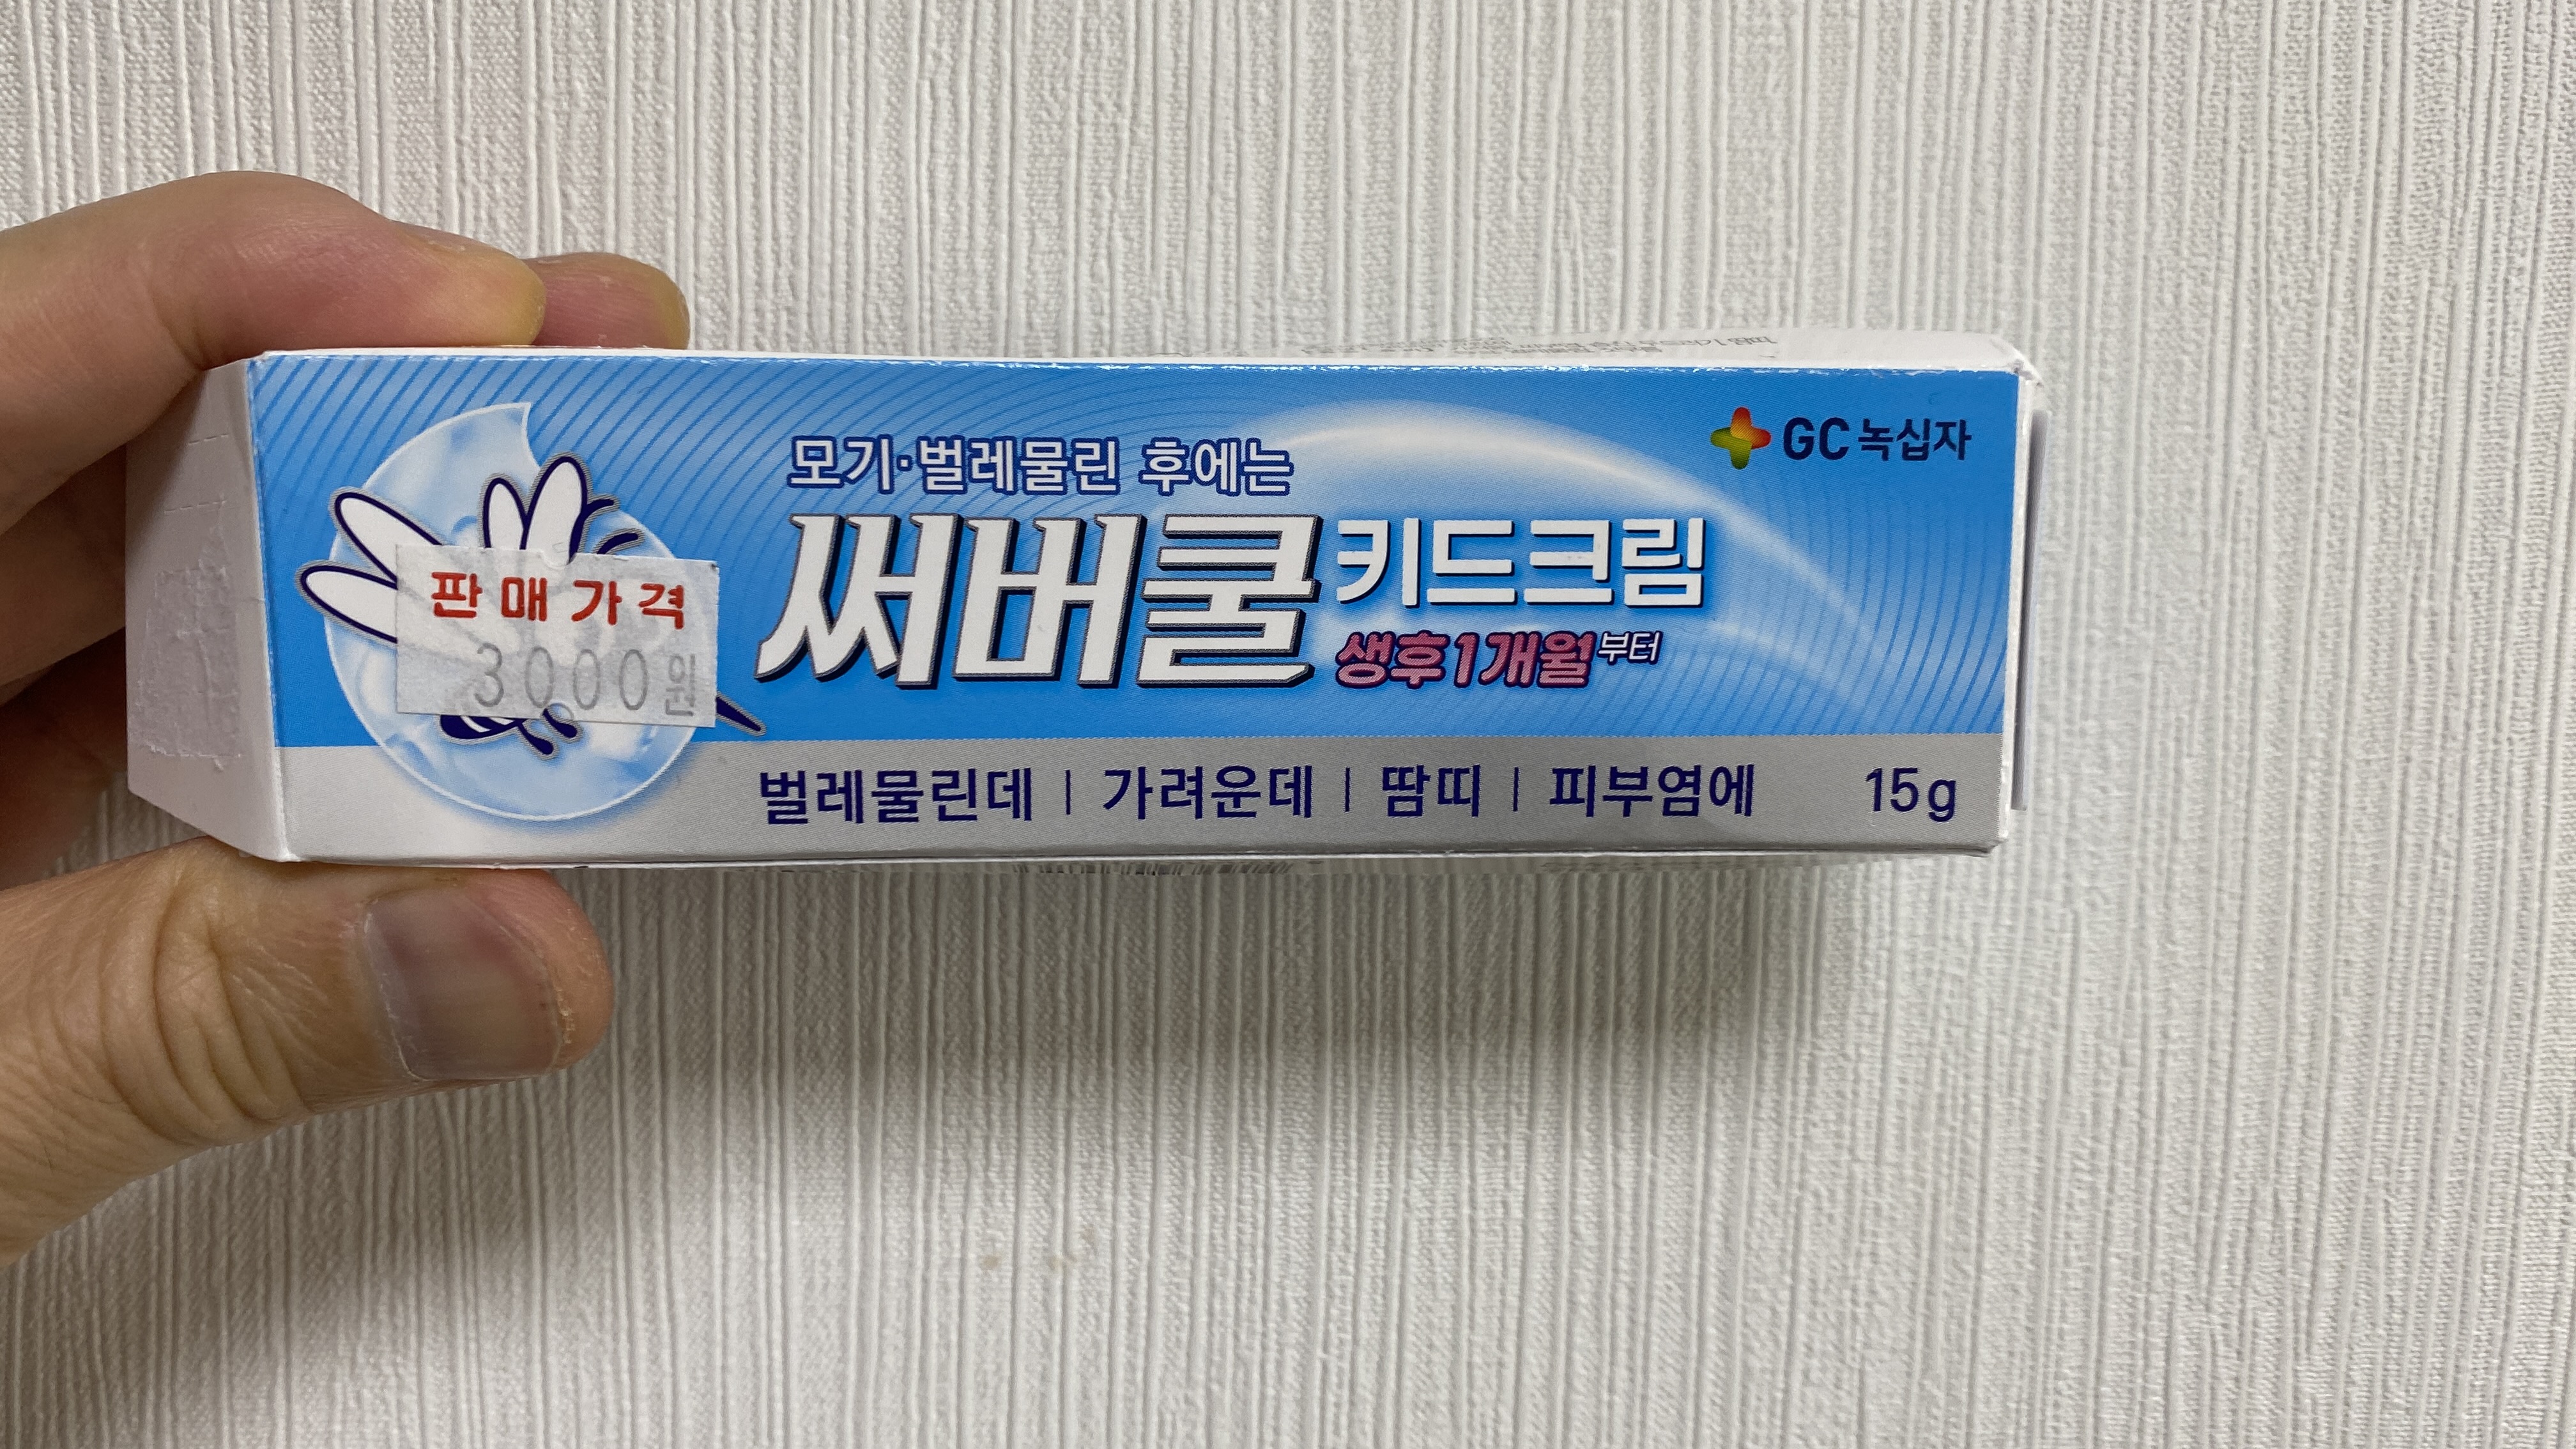 GC 녹십자
모기·벌레물린 후에는
써버쿨 키드크림
생후1개월부터
판매가격
3000원
벌레물린데 | 가려운데 | 땀띠 | 피부염에 15g